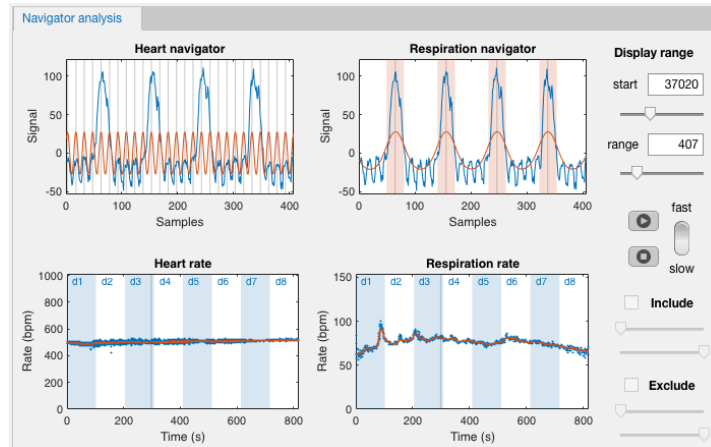 Navigator analysis
Heart navigator
Respiration navigator
Display range
start 37020
range 407
fast
slow
Include
Exclude
Signal
100
50
0
-50
0 100 200 300 400
Samples
Signal
100
50
0
-50
0 100 200 300 400
Samples
Heart rate
d1 d2 d3 d4 d5 d6 d7 d8
Rate (bpm)
1000
800
600
400
200
0
0 200 400 600 800
Time (s)
Respiration rate
d1 d2 d3 d4 d5 d6 d7 d8
Rate (bpm)
150
100
50
0
0 200 400 600 800
Time (s)